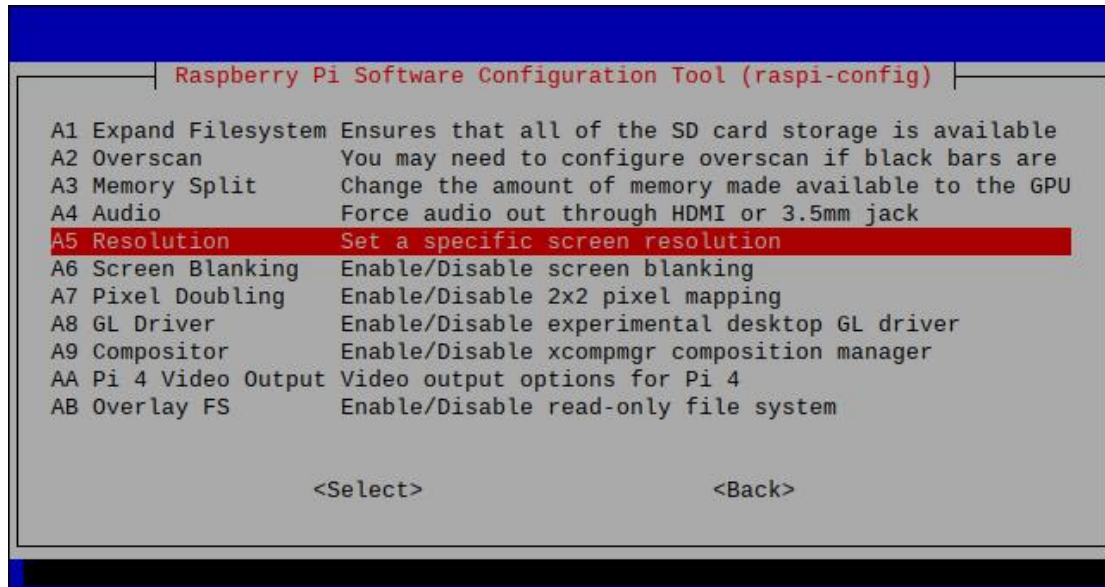 Raspberry Pi Software Configuration Tool (raspi-config)
A1 Expand Filesystem Ensures that all of the SD card storage is available
A2 Overscan You may need to configure overscan if black bars are
A3 Memory Split Change the amount of memory made available to the GPU
A4 Audio Force audio out through HDMI or 3.5mm jack
A5 Resolution Set a specific screen resolution
A6 Screen Blanking Enable/Disable screen blanking
A7 Pixel Doubling Enable/Disable 2x2 pixel mapping
A8 GL Driver Enable/Disable experimental desktop GL driver
A9 Compositor Enable/Disable xcompmgr composition manager
AA Pi 4 Video Output Video output options for Pi 4
AB Overlay FS Enable/Disable read-only file system
<Select> <Back>